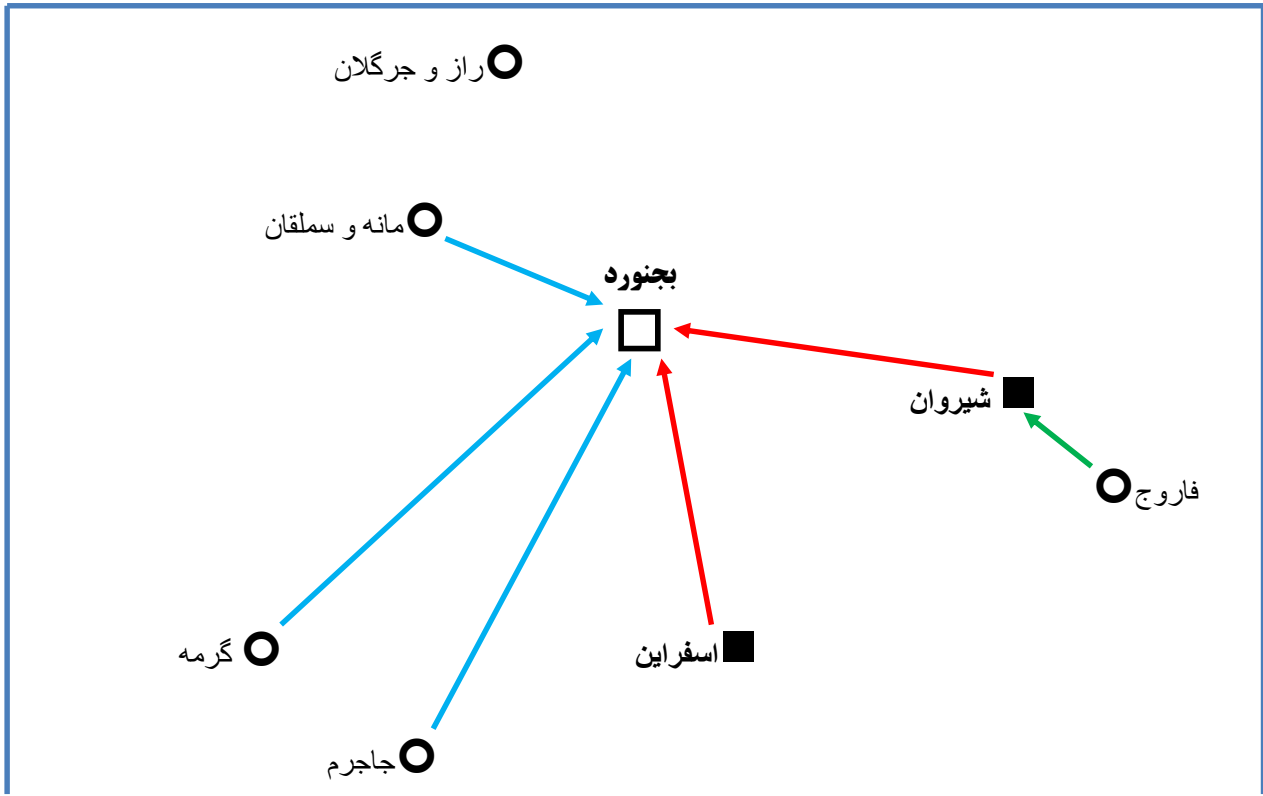 راز و جرگلان
مانه و سملقان
بجنورد
شیروان
فاروج
گرمه
اسفراین
جاجرم